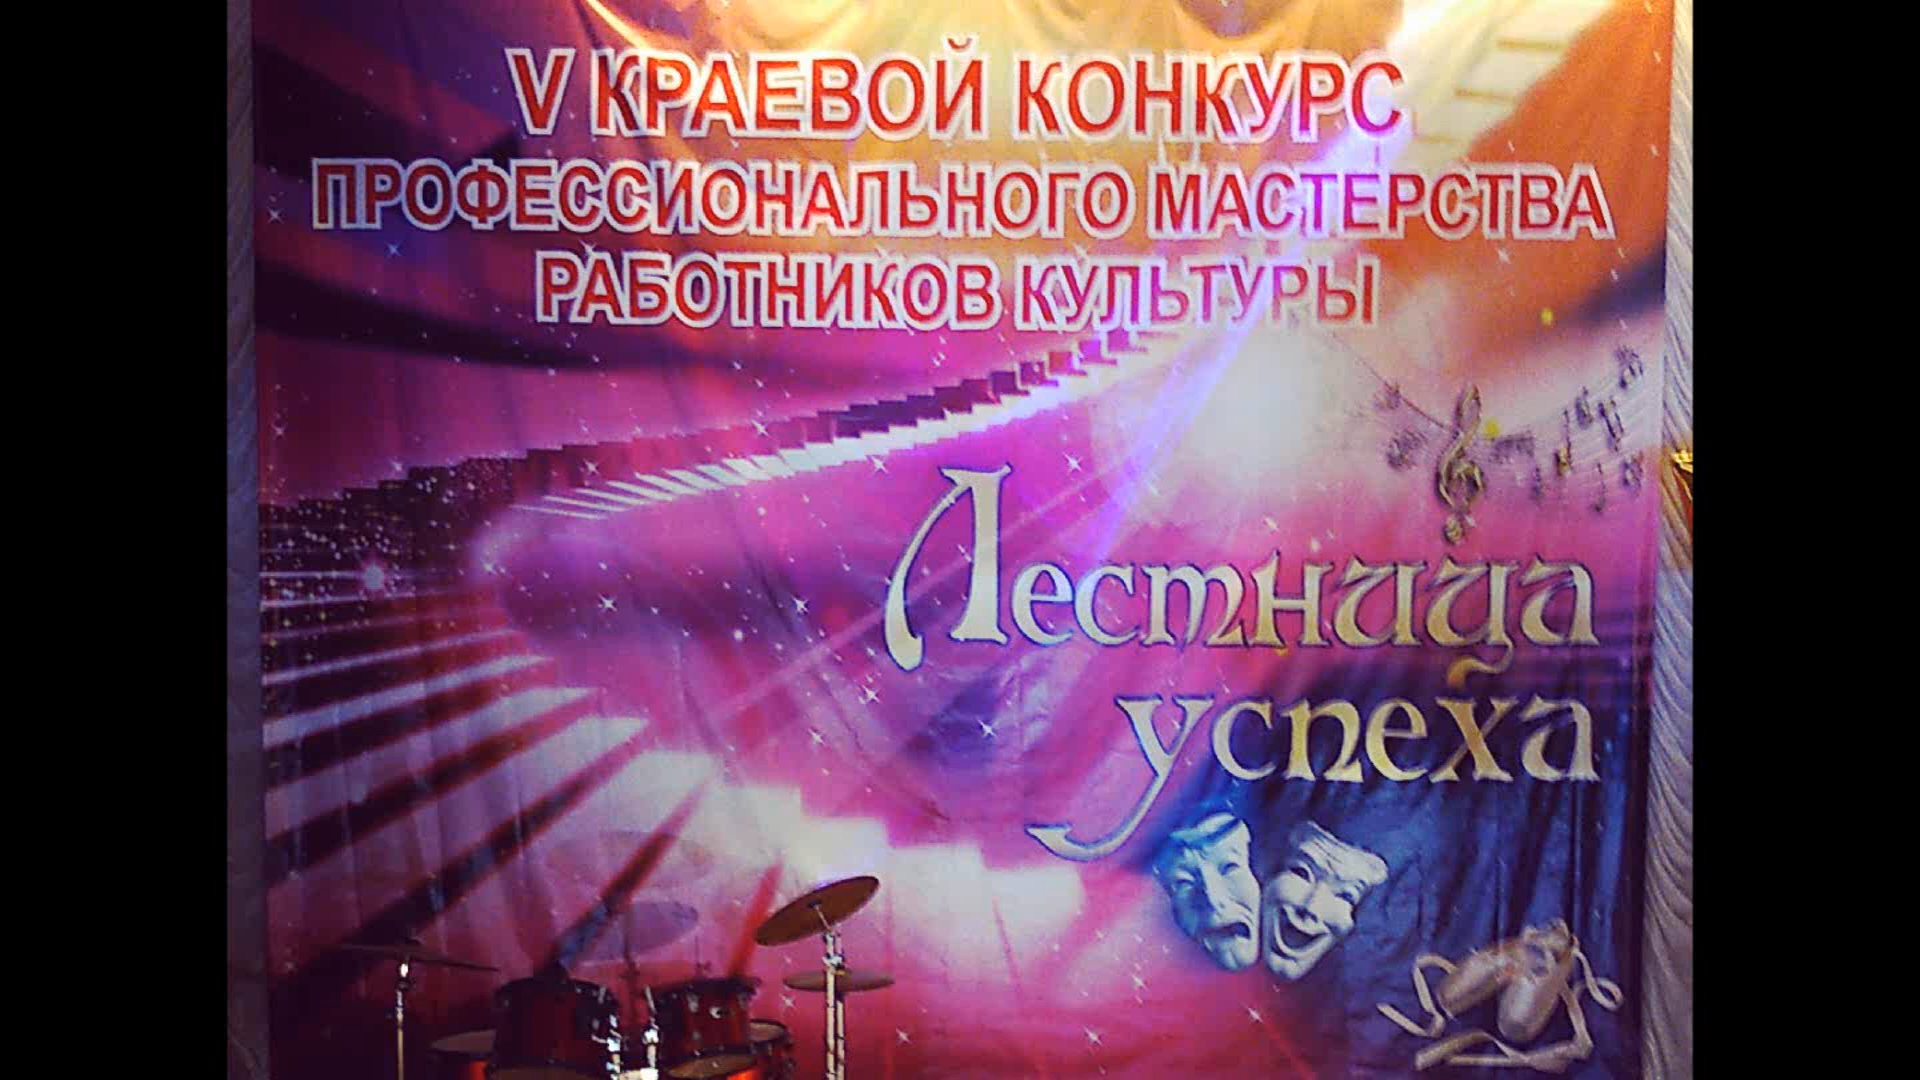 V КРАЕВОЙ КОНКУРС
ПРОФЕССИОНАЛЬНОГО МАСТЕРСТВА
РАБОТНИКОВ КУЛЬТУРЫ
Лестница
успеха